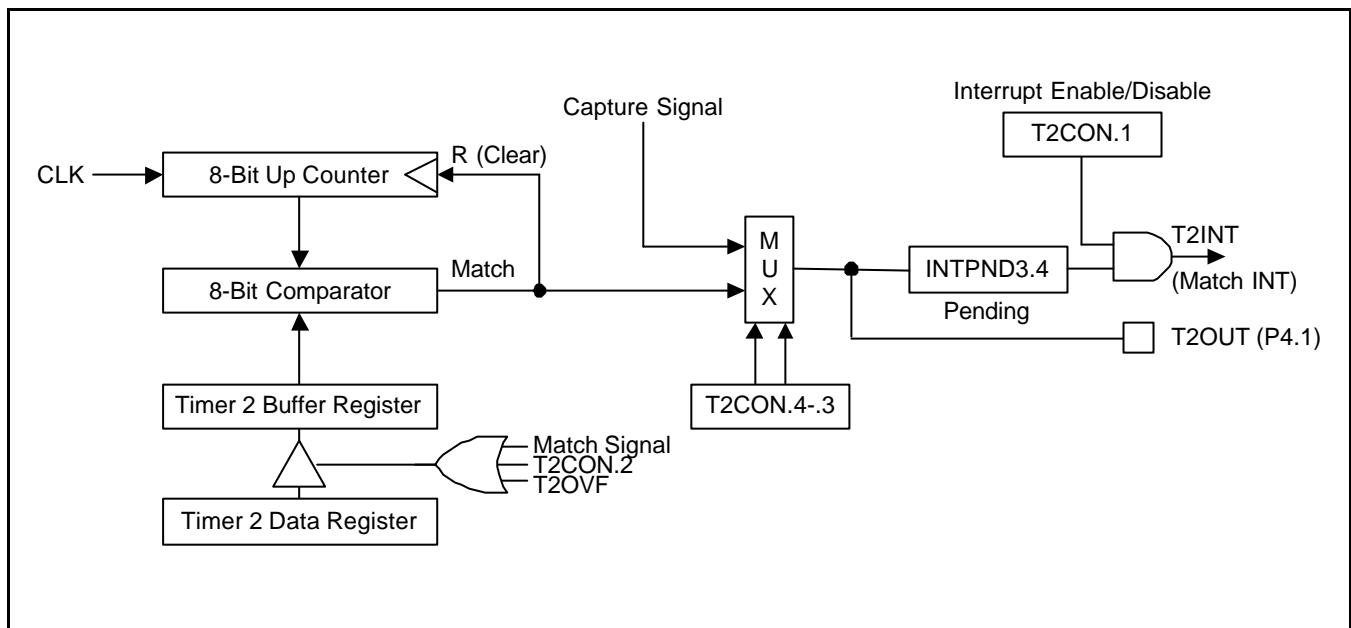 Interrupt Enable/Disable
T2CON.1
Capture Signal
R (Clear)
CLK
8-Bit Up Counter
M
U
X
T2INT
(Match INT)
INTPND3.4
Pending
Match
8-Bit Comparator
T2OUT (P4.1)
Timer 2 Buffer Register
T2CON.4-.3
Match Signal
T2CON.2
T2OVF
Timer 2 Data Register